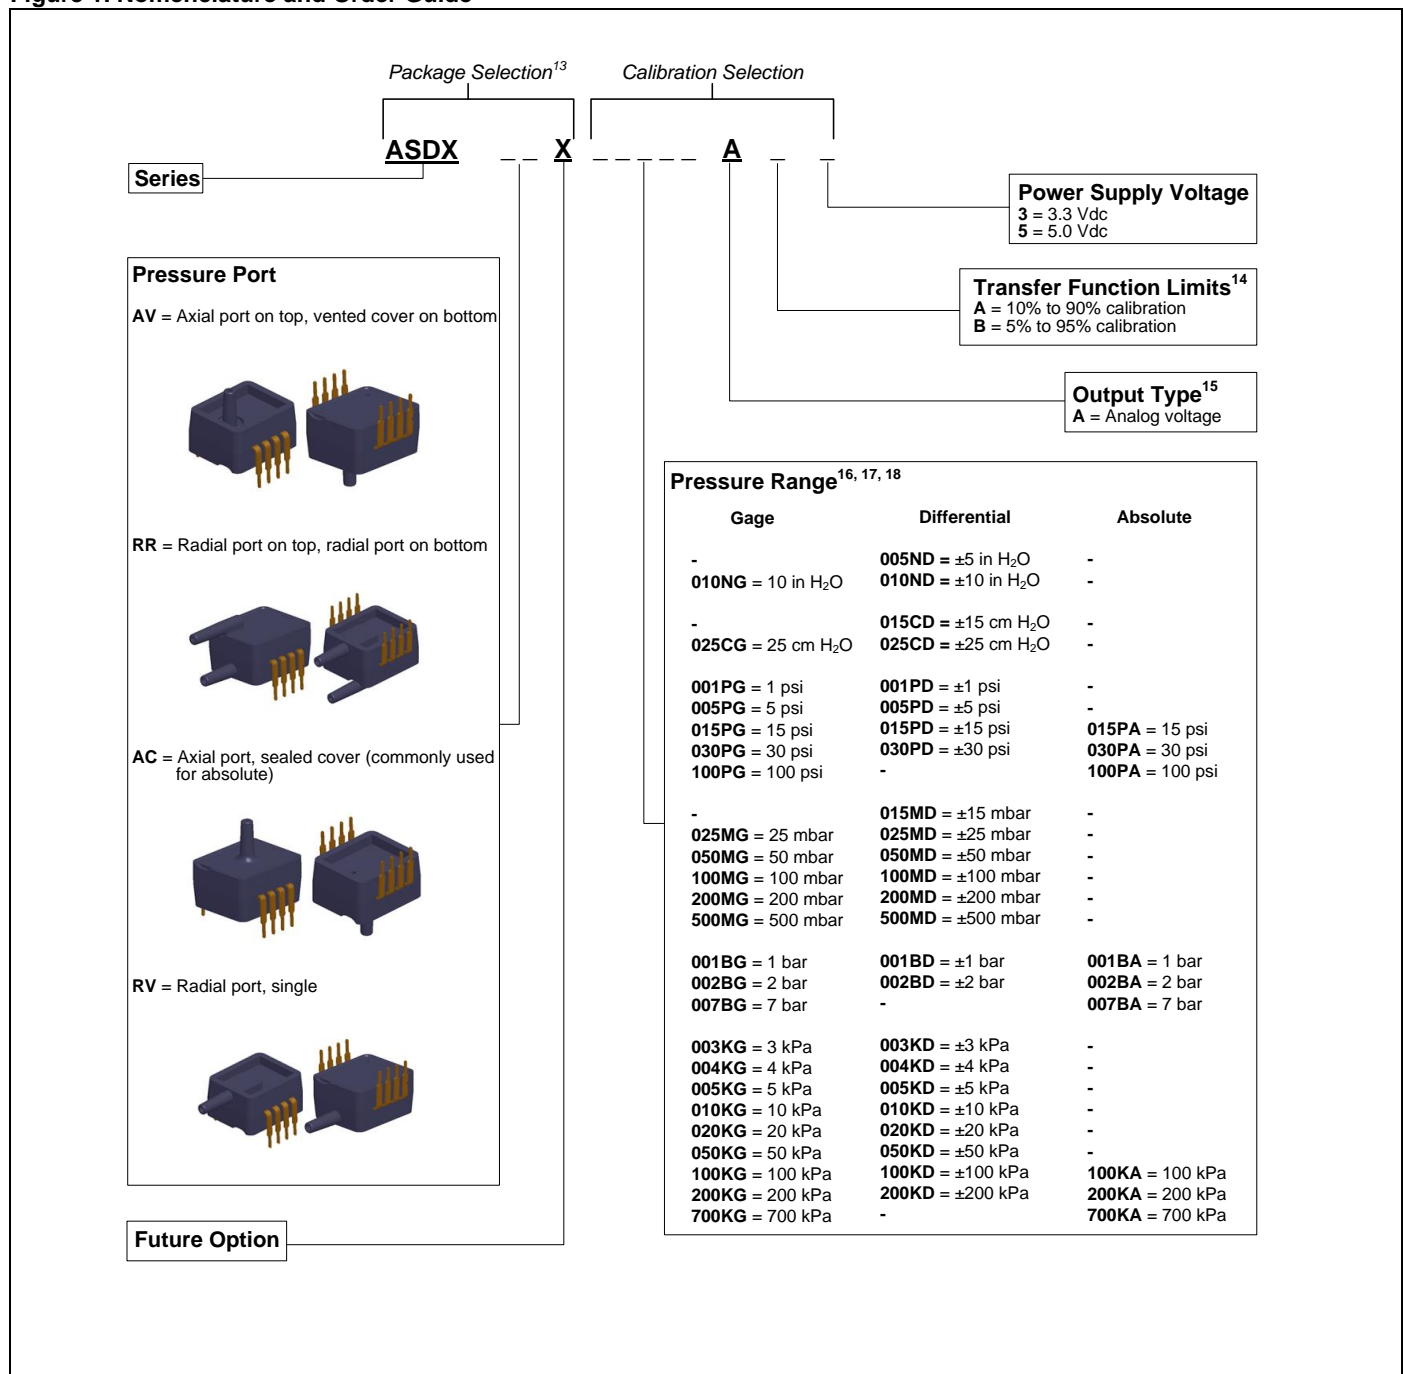 Figure 1. Nomenclature and Order Guide
Package Selection13 Calibration Selection
ASDX _ _ X _ _ _ _ _ A _ _
Series
Power Supply Voltage
3 = 3.3 Vdc
5 = 5.0 Vdc
Transfer Function Limits14
A = 10% to 90% calibration
B = 5% to 95% calibration
Output Type15
A = Analog voltage
Pressure Port
AV = Axial port on top, vented cover on bottom
RR = Radial port on top, radial port on bottom
AC = Axial port, sealed cover (commonly used
for absolute)
RV = Radial port, single
Future Option
Pressure Range16, 17, 18
Gage Differential Absolute
- 005ND = ±5 in H2O -
010NG = 10 in H2O 010ND = ±10 in H2O -
- 015CD = ±15 cm H2O -
025CG = 25 cm H2O 025CD = ±25 cm H2O -
001PG = 1 psi 001PD = ±1 psi -
005PG = 5 psi 005PD = ±5 psi -
015PG = 15 psi 015PD = ±15 psi 015PA = 15 psi
030PG = 30 psi 030PD = ±30 psi 030PA = 30 psi
100PG = 100 psi - 100PA = 100 psi
- 015MD = ±15 mbar -
025MG = 25 mbar 025MD = ±25 mbar -
050MG = 50 mbar 050MD = ±50 mbar -
100MG = 100 mbar 100MD = ±100 mbar -
200MG = 200 mbar 200MD = ±200 mbar -
500MG = 500 mbar 500MD = ±500 mbar -
001BG = 1 bar 001BD = ±1 bar 001BA = 1 bar
002BG = 2 bar 002BD = ±2 bar 002BA = 2 bar
007BG = 7 bar - 007BA = 7 bar
003KG = 3 kPa 003KD = ±3 kPa -
004KG = 4 kPa 004KD = ±4 kPa -
005KG = 5 kPa 005KD = ±5 kPa -
010KG = 10 kPa 010KD = ±10 kPa -
020KG = 20 kPa 020KD = ±20 kPa -
050KG = 50 kPa 050KD = ±50 kPa -
100KG = 100 kPa 100KD = ±100 kPa 100KA = 100 kPa
200KG = 200 kPa 200KD = ±200 kPa 200KA = 200 kPa
700KG = 700 kPa - 700KA = 700 kPa